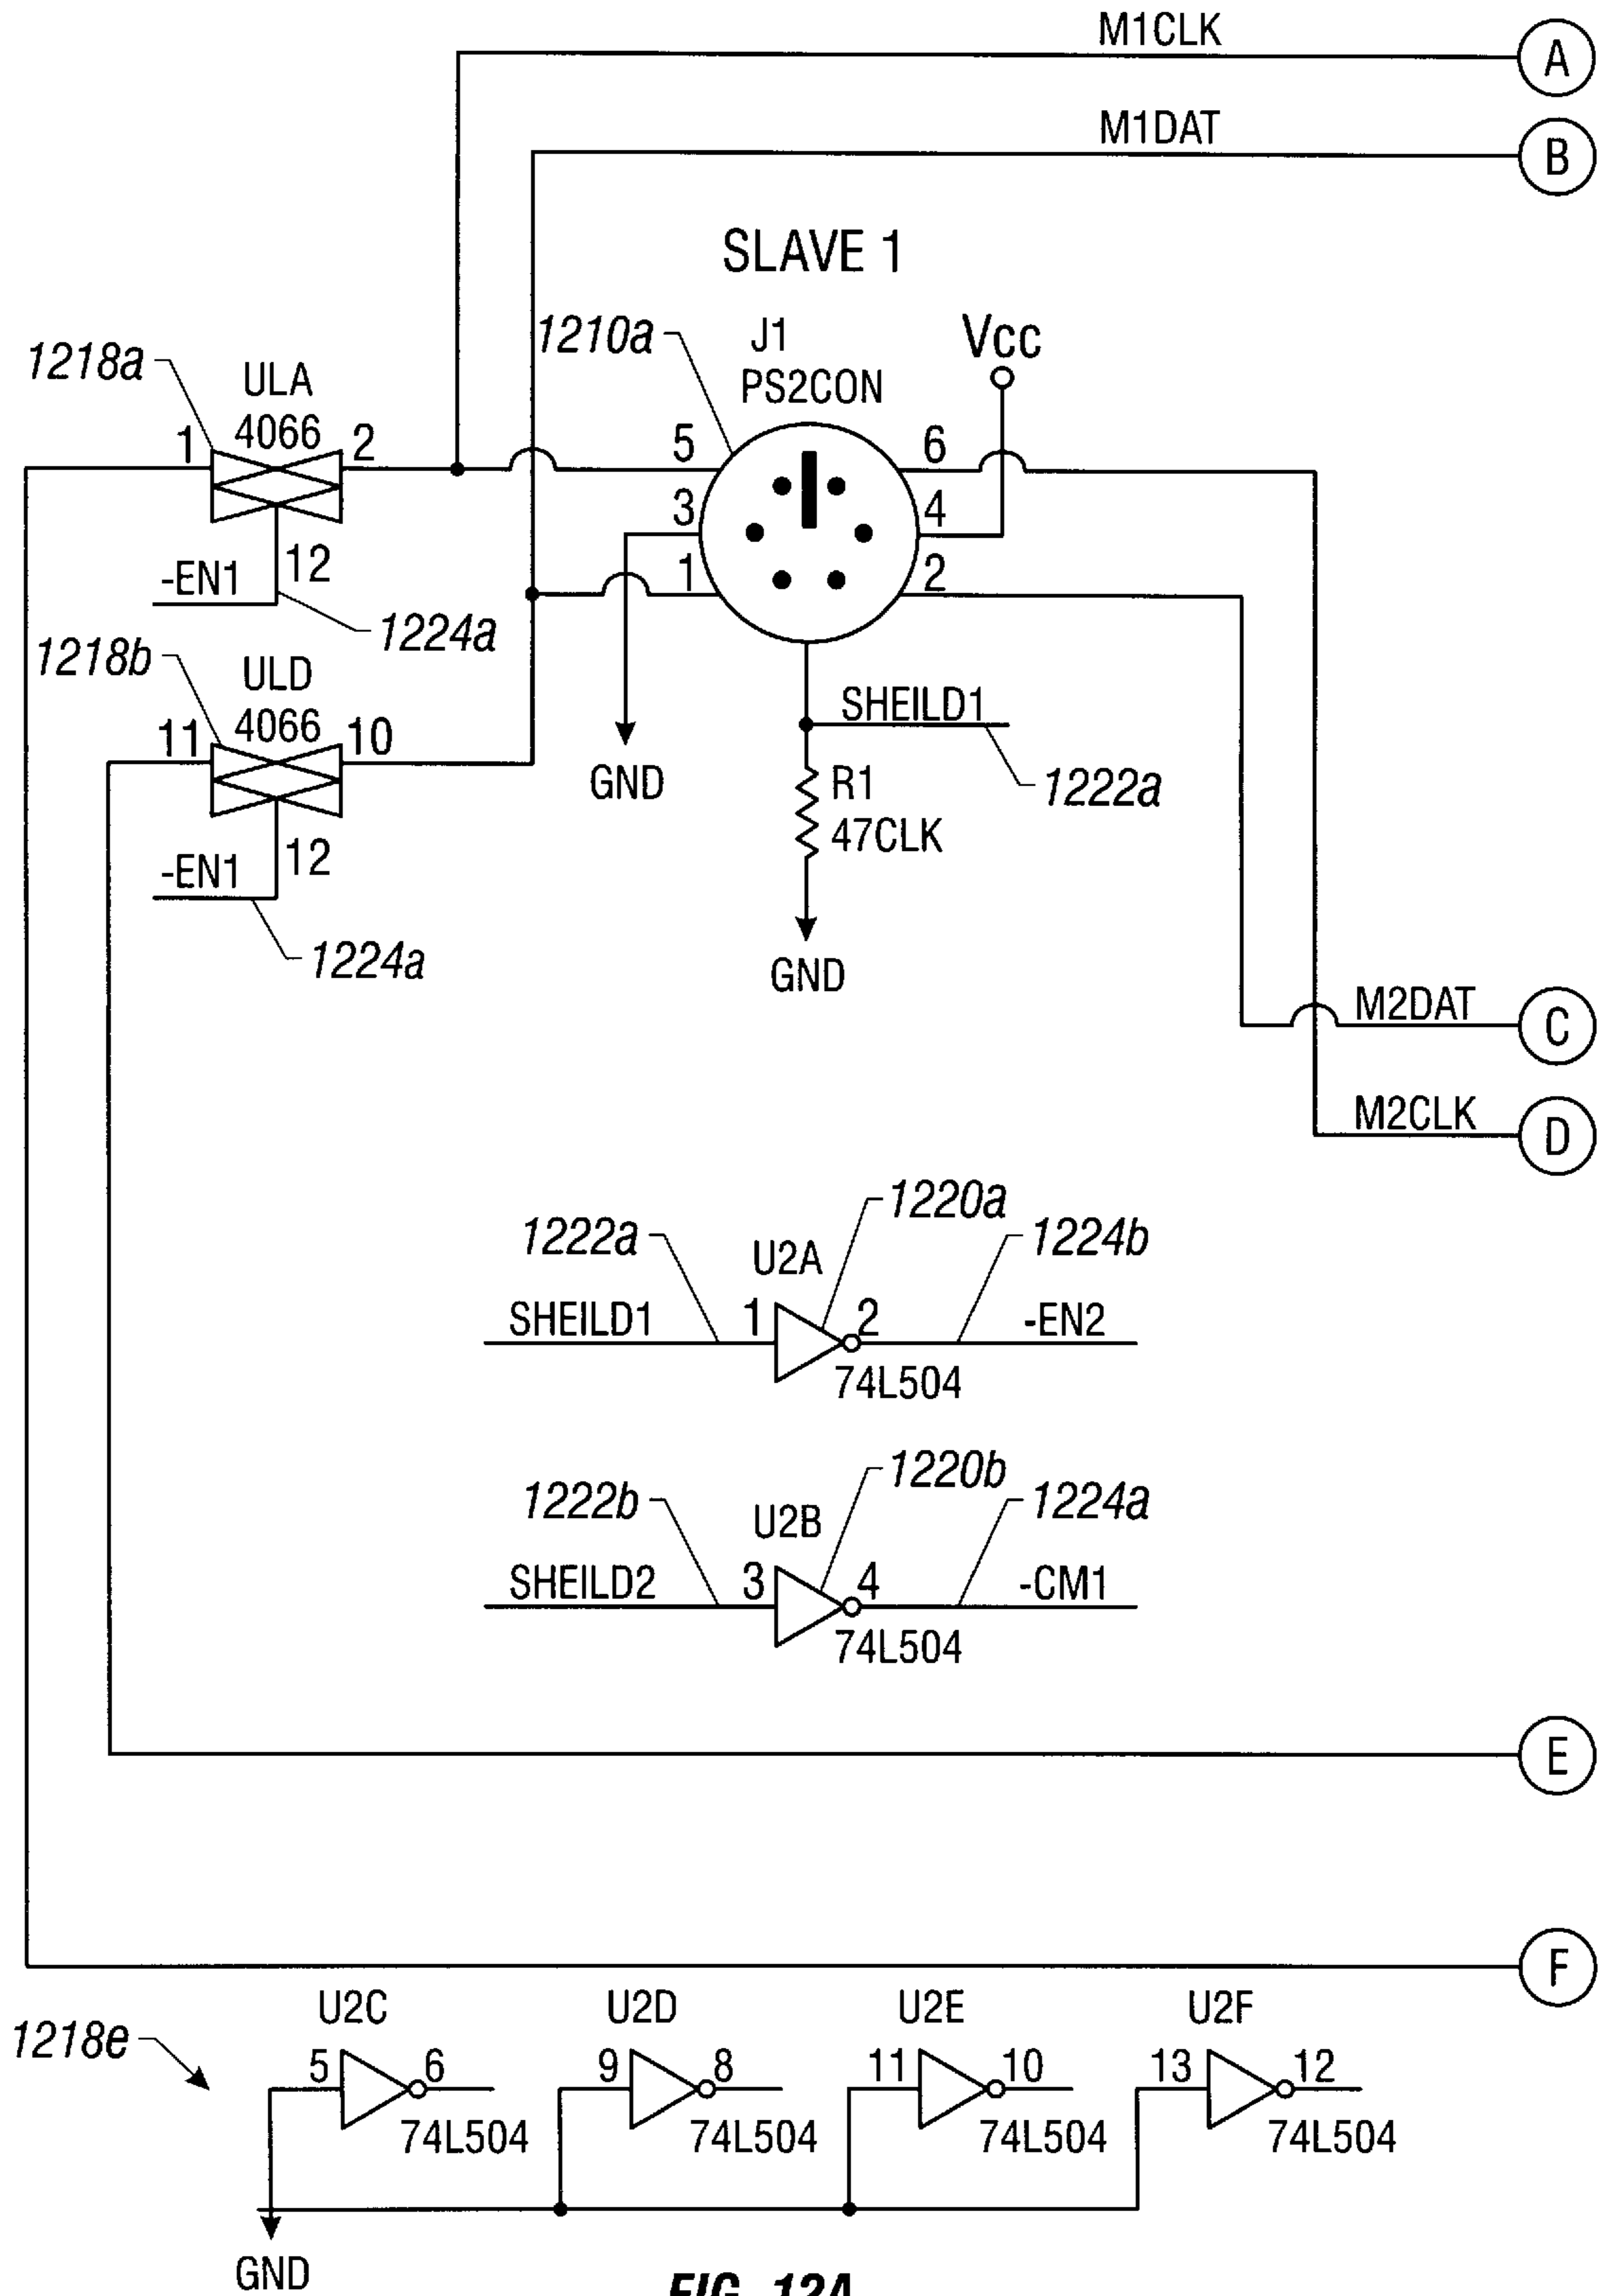 M1CLK
A
M1DAT
B
SLAVE 1
1210a
J1
PS2CON
Vcc
1218a
ULA
4066
1
2
5
6
3
4
1
2
-EN1
12
1224a
1218b
ULD
4066
11
10
SHEILD1
1222a
GND
R1
47CLK
-EN1
12
1224a
GND
M2DAT
C
M2CLK
D
1220a
1222a
U2A
1224b
SHEILD1
1
2
-EN2
74L504
1220b
1222b
U2B
1224a
SHEILD2
3
4
-CM1
74L504
E
F
1218e
U2C
U2D
U2E
U2F
5
6
9
8
11
10
13
12
74L504
74L504
74L504
74L504
GND
FIG. 12A